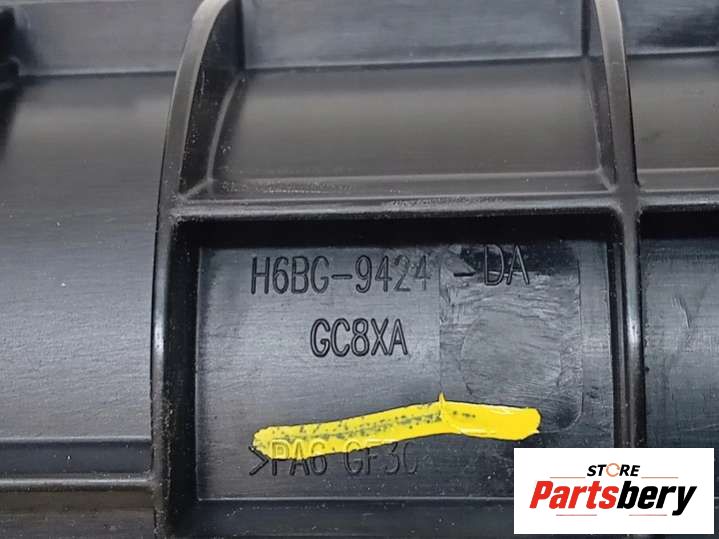 H6BG-9424 -DA
GC8XA
>PA6 GF30
STORE
Partsbery